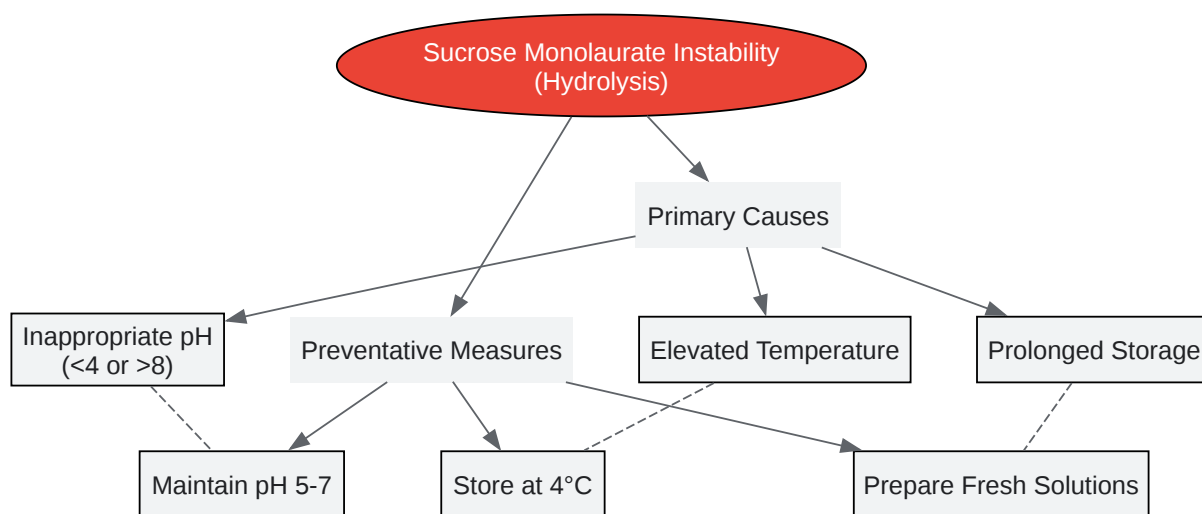 Sucrose Monolaurate Instability
(Hydrolysis)
Primary Causes
Inappropriate pH
(<4 or >8)
Preventative Measures
Elevated Temperature
Prolonged Storage
Maintain pH 5-7
Store at 4°C
Prepare Fresh Solutions